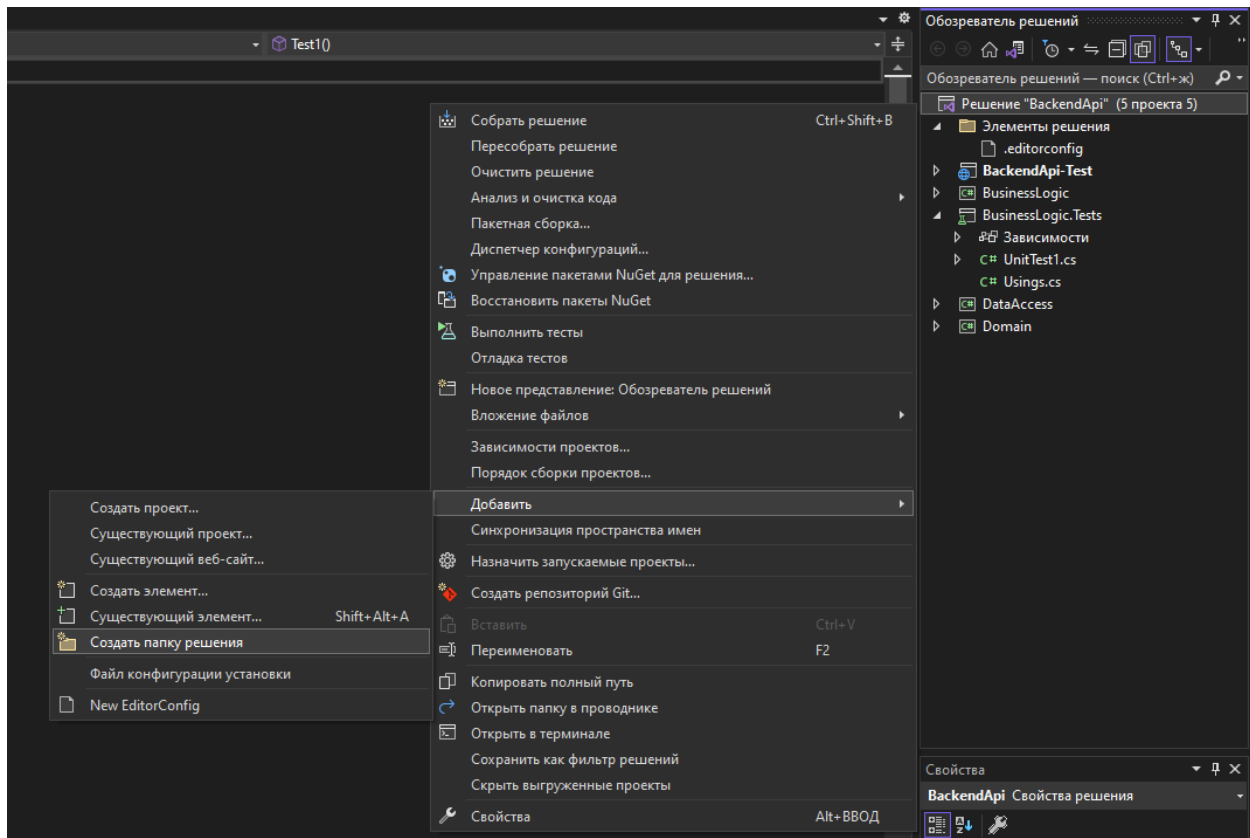 Test1()
Собрать решение Ctrl+Shift+B
Пересобрать решение
Очистить решение
Анализ и очистка кода
Пакетная сборка...
Диспетчер конфигураций...
Управление пакетами NuGet для решения...
Восстановить пакеты NuGet
Выполнить тесты
Отладка тестов
Новое представление: Обозреватель решений
Вложение файлов
Зависимости проектов...
Порядок сборки проектов...
Добавить
Синхронизация пространства имен
Назначить запускаемые проекты...
Создать репозиторий Git...
Вставить Ctrl+V
Переименовать F2
Копировать полный путь
Открыть папку в проводнике
Открыть в терминале
Сохранить как фильтр решений
Скрыть выгруженные проекты
Свойства Alt+ВВОД
Создать проект...
Существующий проект...
Существующий веб-сайт...
Создать элемент...
Существующий элемент... Shift+Alt+A
Создать папку решения
Файл конфигурации установки
New EditorConfig
Обозреватель решений
Обозреватель решений — поиск (Ctrl+ж)
Решение "BackendApi" (5 проекта 5)
Элементы решения
.editorconfig
BackendApi-Test
C# BusinessLogic
BusinessLogic.Tests
Зависимости
C# UnitTest1.cs
C# Usings.cs
C# DataAccess
C# Domain
Свойства
BackendApi Свойства решения